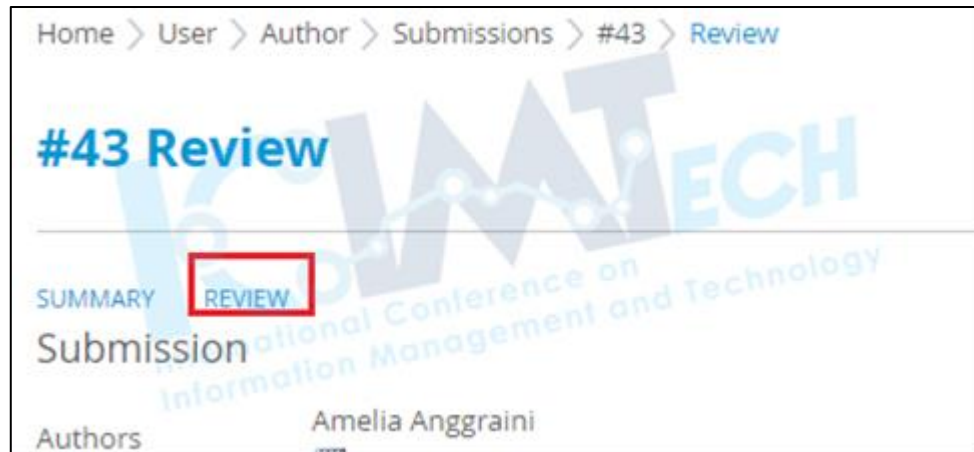 Home > User > Author > Submissions > #43 > Review
#43 Review
ICIMTECH
International Conference on
Information Management and Technology
SUMMARY REVIEW
Submission
Authors Amelia Anggraini